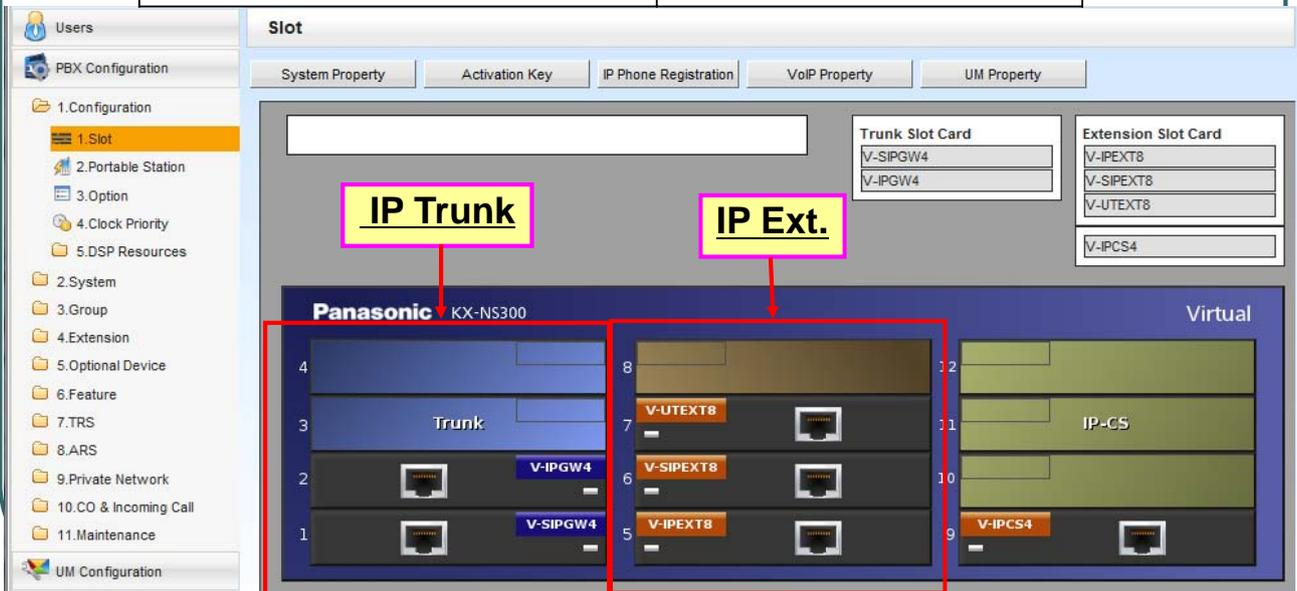 Users
PBX Configuration
1.Configuration
1.Slot
2.Portable Station
3.Option
4.Clock Priority
5.DSP Resources
2.System
3.Group
4.Extension
5.Optional Device
6.Feature
7.TRS
8.ARS
9.Private Network
10.CO & Incoming Call
11.Maintenance
UM Configuration
Slot
System Property
Activation Key
IP Phone Registration
VoIP Property
UM Property
Trunk Slot Card
V-SIPGW4
V-IPGW4
Extension Slot Card
V-IPEXT8
V-SIPEXT8
V-UTEXT8
V-IPCS4
IP Trunk
IP Ext.
Panasonic KX-NS300
Virtual
4
3 Trunk
2 V-IPGW4
1 V-SIPGW4
8
7 V-UTEXT8
6 V-SIPEXT8
5 V-IPEXT8
12
11 IP-CS
10
9 V-IPCS4